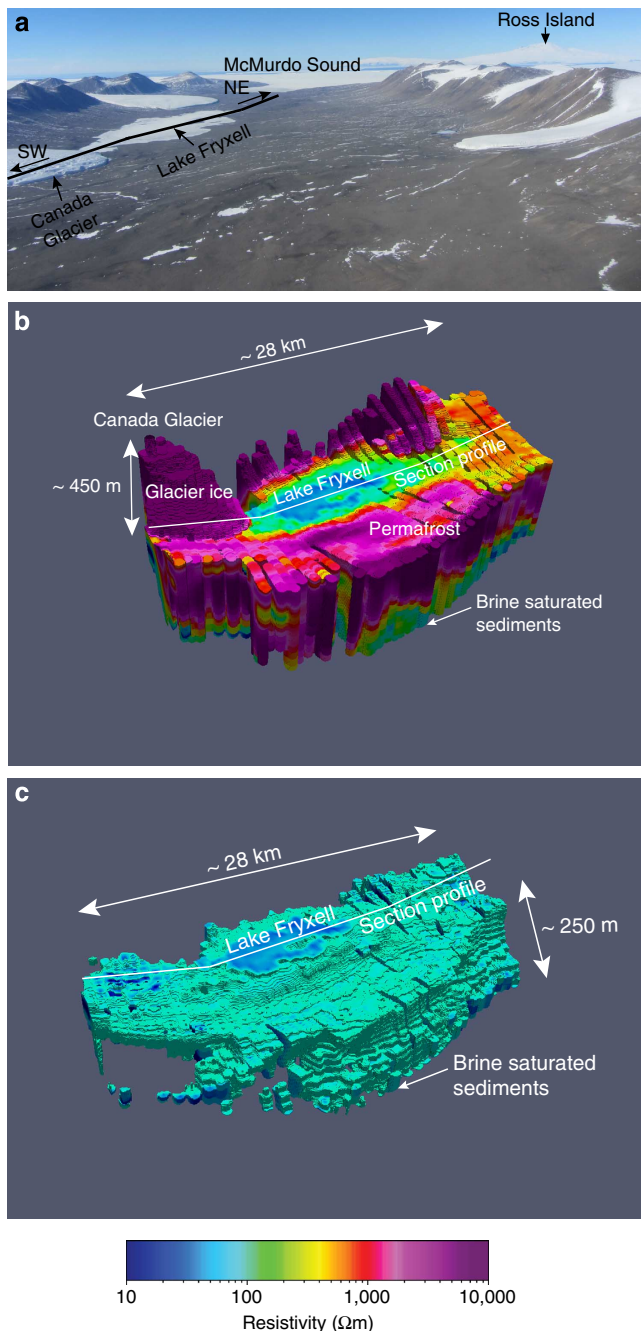 a
Ross Island
McMurdo Sound
NE
SW
Lake Fryxell
Canada
Glacier
b
~ 28 km
Canada Glacier
~ 450 m
Glacier ice
Lake Fryxell
Section profile
Permafrost
Brine saturated
sediments
c
~ 28 km
Lake Fryxell
Section profile
~ 250 m
Brine saturated
sediments
10
100
1,000
10,000
Resistivity (Ωm)